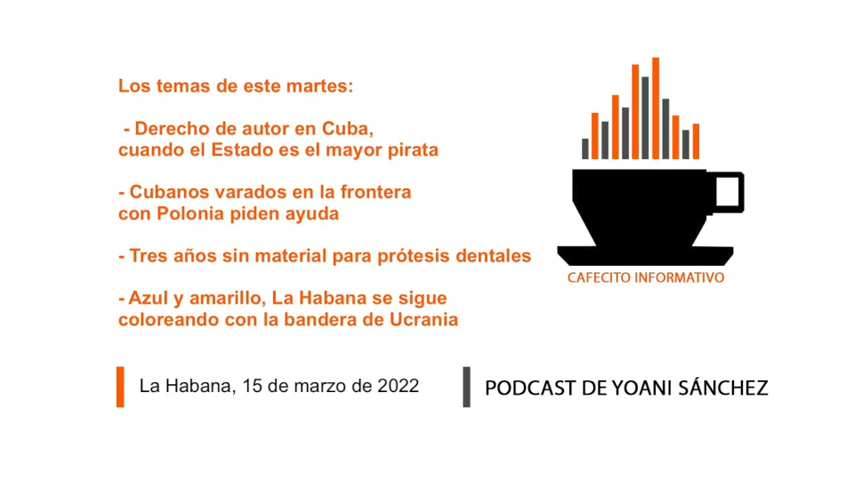 Los temas de este martes:
- Derecho de autor en Cuba,
cuando el Estado es el mayor pirata
- Cubanos varados en la frontera
con Polonia piden ayuda
- Tres años sin material para prótesis dentales
- Azul y amarillo, La Habana se sigue
coloreando con la bandera de Ucrania
CAFECITO INFORMATIVO
La Habana, 15 de marzo de 2022
PODCAST DE YOANI SÁNCHEZ